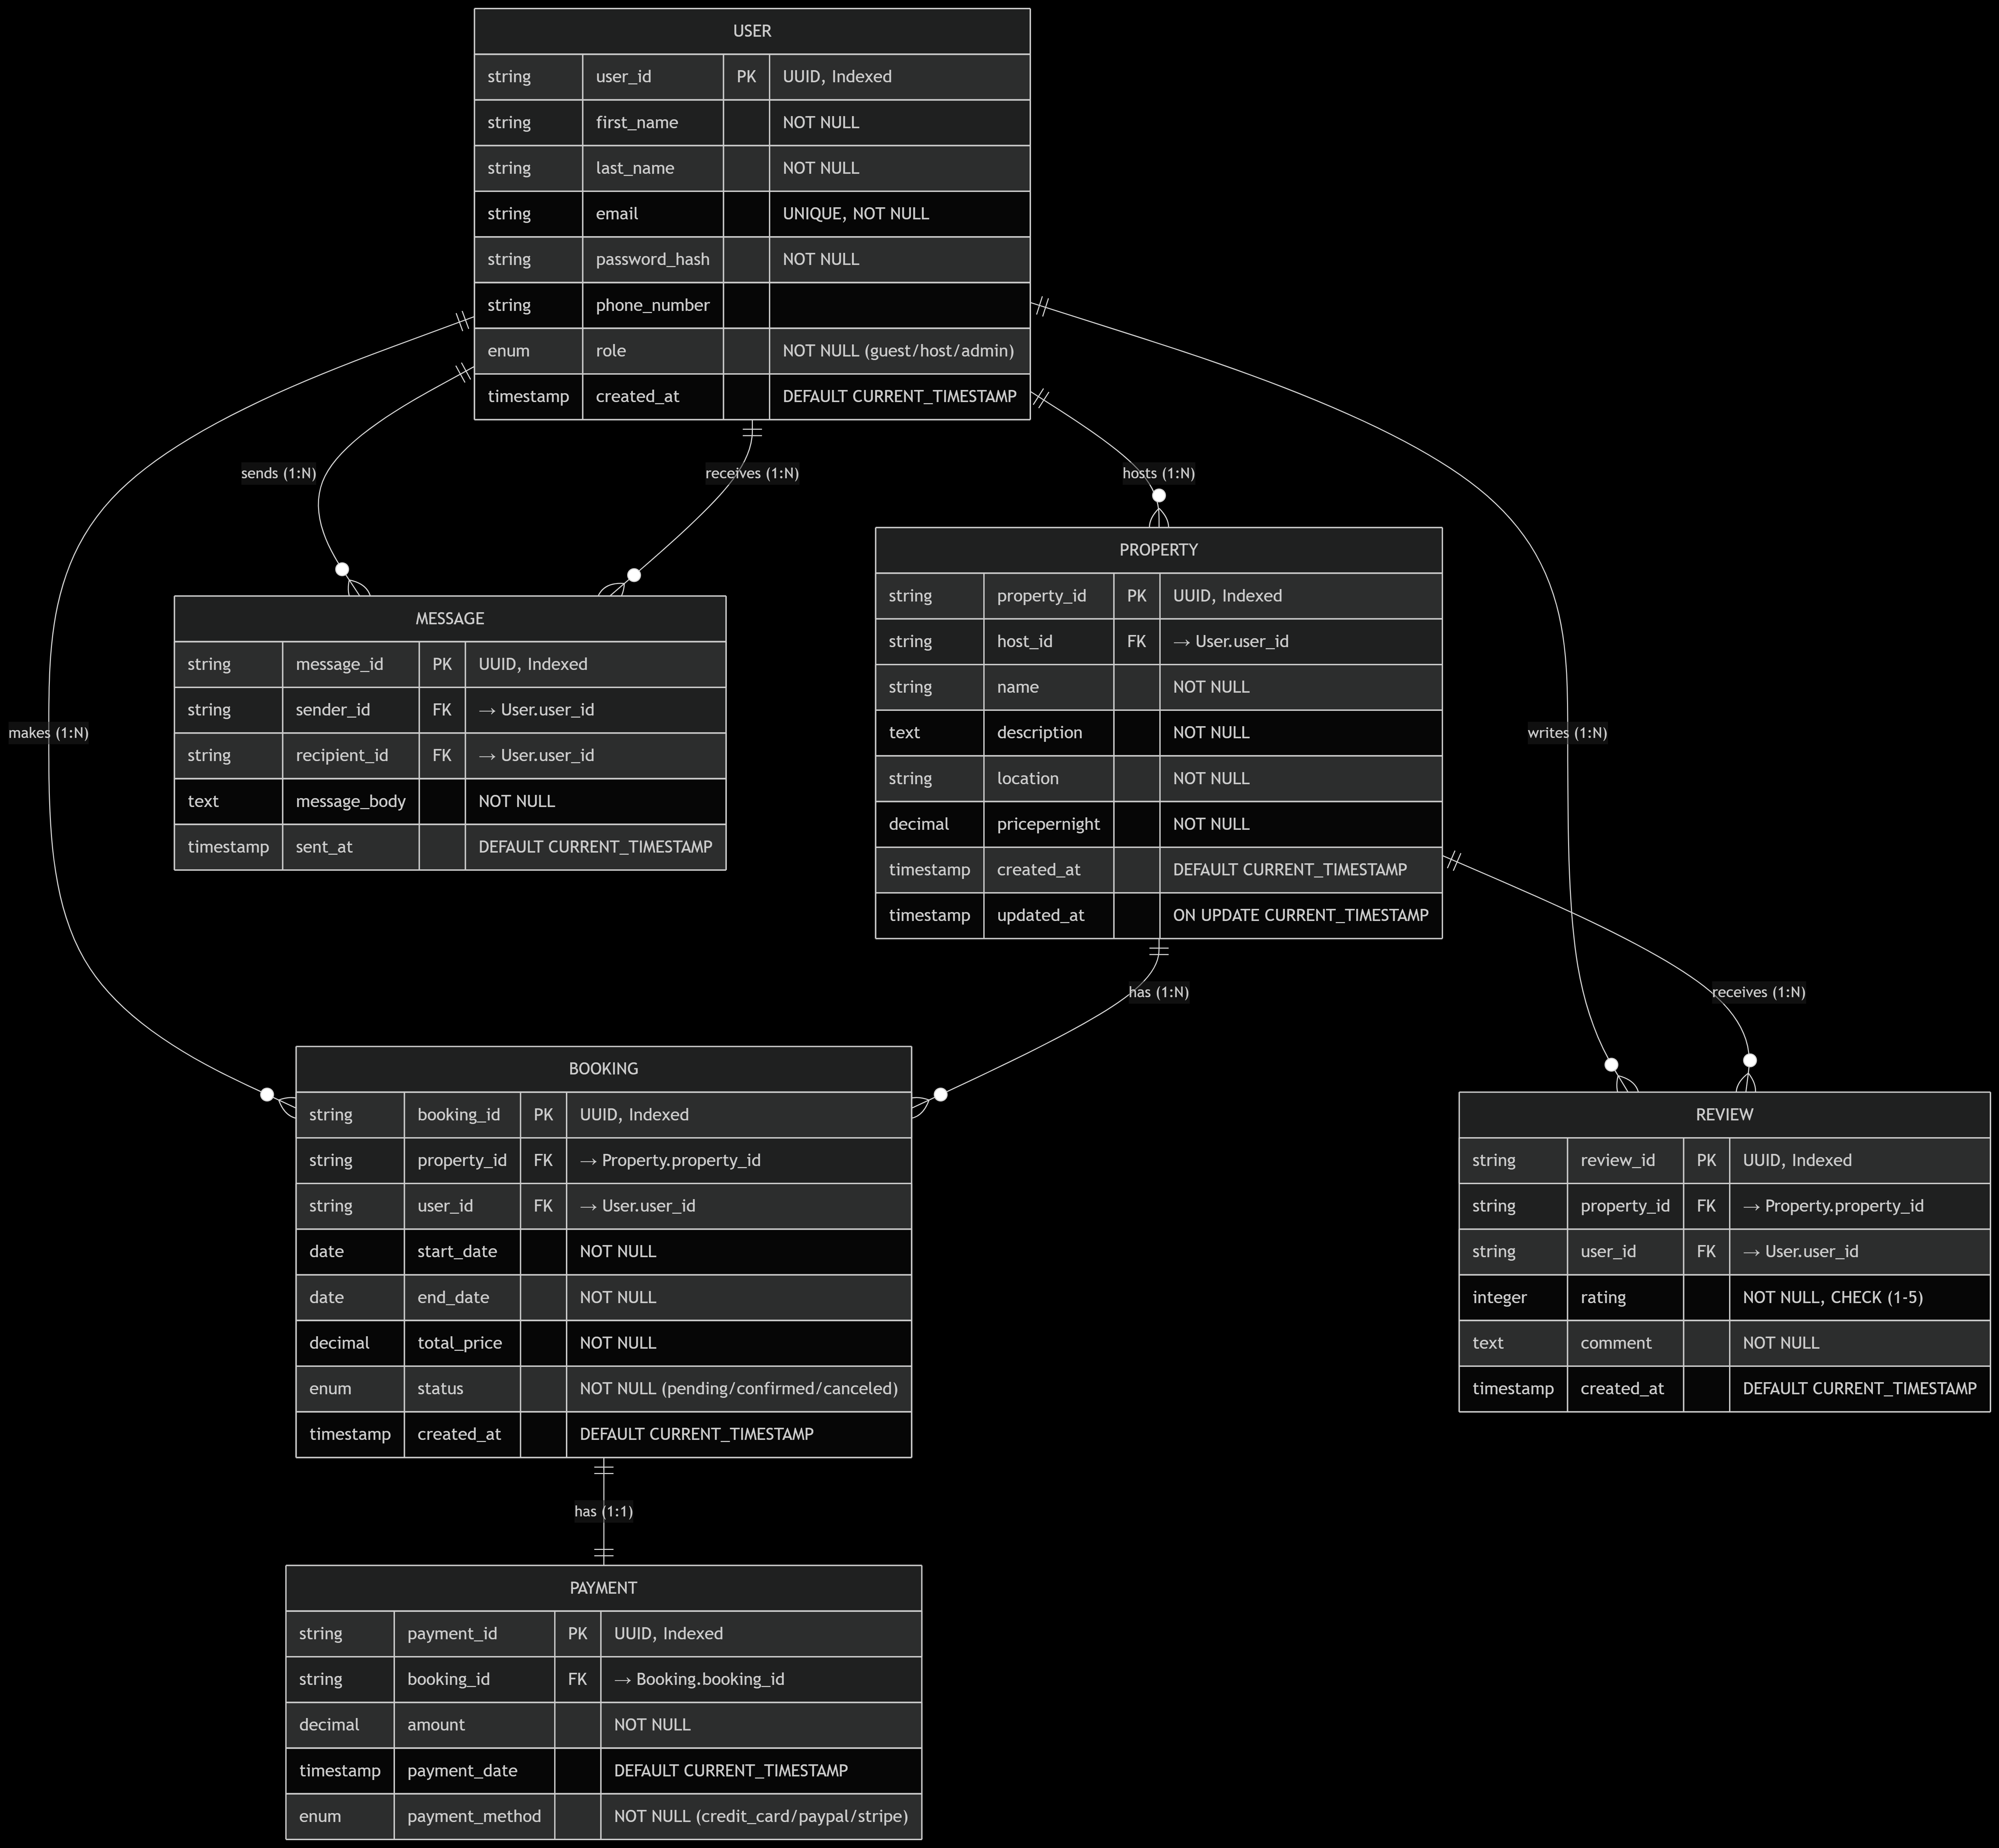 USER
string user_id PK UUID, Indexed
string first_name NOT NULL
string last_name NOT NULL
string email UNIQUE, NOT NULL
string password_hash NOT NULL
string phone_number
enum role NOT NULL (guest/host/admin)
timestamp created_at DEFAULT CURRENT_TIMESTAMP
sends (1:N)
receives (1:N)
hosts (1:N)
MESSAGE
string message_id PK UUID, Indexed
string sender_id FK → User.user_id
string recipient_id FK → User.user_id
text message_body NOT NULL
timestamp sent_at DEFAULT CURRENT_TIMESTAMP
PROPERTY
string property_id PK UUID, Indexed
string host_id FK → User.user_id
string name NOT NULL
text description NOT NULL
string location NOT NULL
decimal pricepernight NOT NULL
timestamp created_at DEFAULT CURRENT_TIMESTAMP
timestamp updated_at ON UPDATE CURRENT_TIMESTAMP
makes (1:N)
writes (1:N)
has (1:N)
receives (1:N)
BOOKING
string booking_id PK UUID, Indexed
string property_id FK → Property.property_id
string user_id FK → User.user_id
date start_date NOT NULL
date end_date NOT NULL
decimal total_price NOT NULL
enum status NOT NULL (pending/confirmed/canceled)
timestamp created_at DEFAULT CURRENT_TIMESTAMP
REVIEW
string review_id PK UUID, Indexed
string property_id FK → Property.property_id
string user_id FK → User.user_id
integer rating NOT NULL, CHECK (1-5)
text comment NOT NULL
timestamp created_at DEFAULT CURRENT_TIMESTAMP
has (1:1)
PAYMENT
string payment_id PK UUID, Indexed
string booking_id FK → Booking.booking_id
decimal amount NOT NULL
timestamp payment_date DEFAULT CURRENT_TIMESTAMP
enum payment_method NOT NULL (credit_card/paypal/stripe)